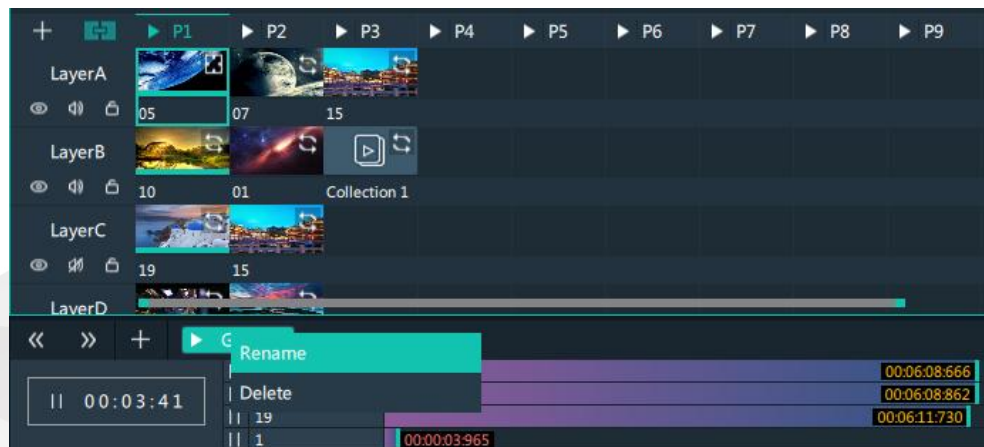 P1 P2 P3 P4 P5 P6 P7 P8 P9
LayerA
05 07 15
LayerB
10 01 Collection 1
LayerC
19 15
LayerD
Rename
00:06:08:666
Delete
00:06:08:862
00:03:41
19
00:06:11:730
1
00:00:03:965